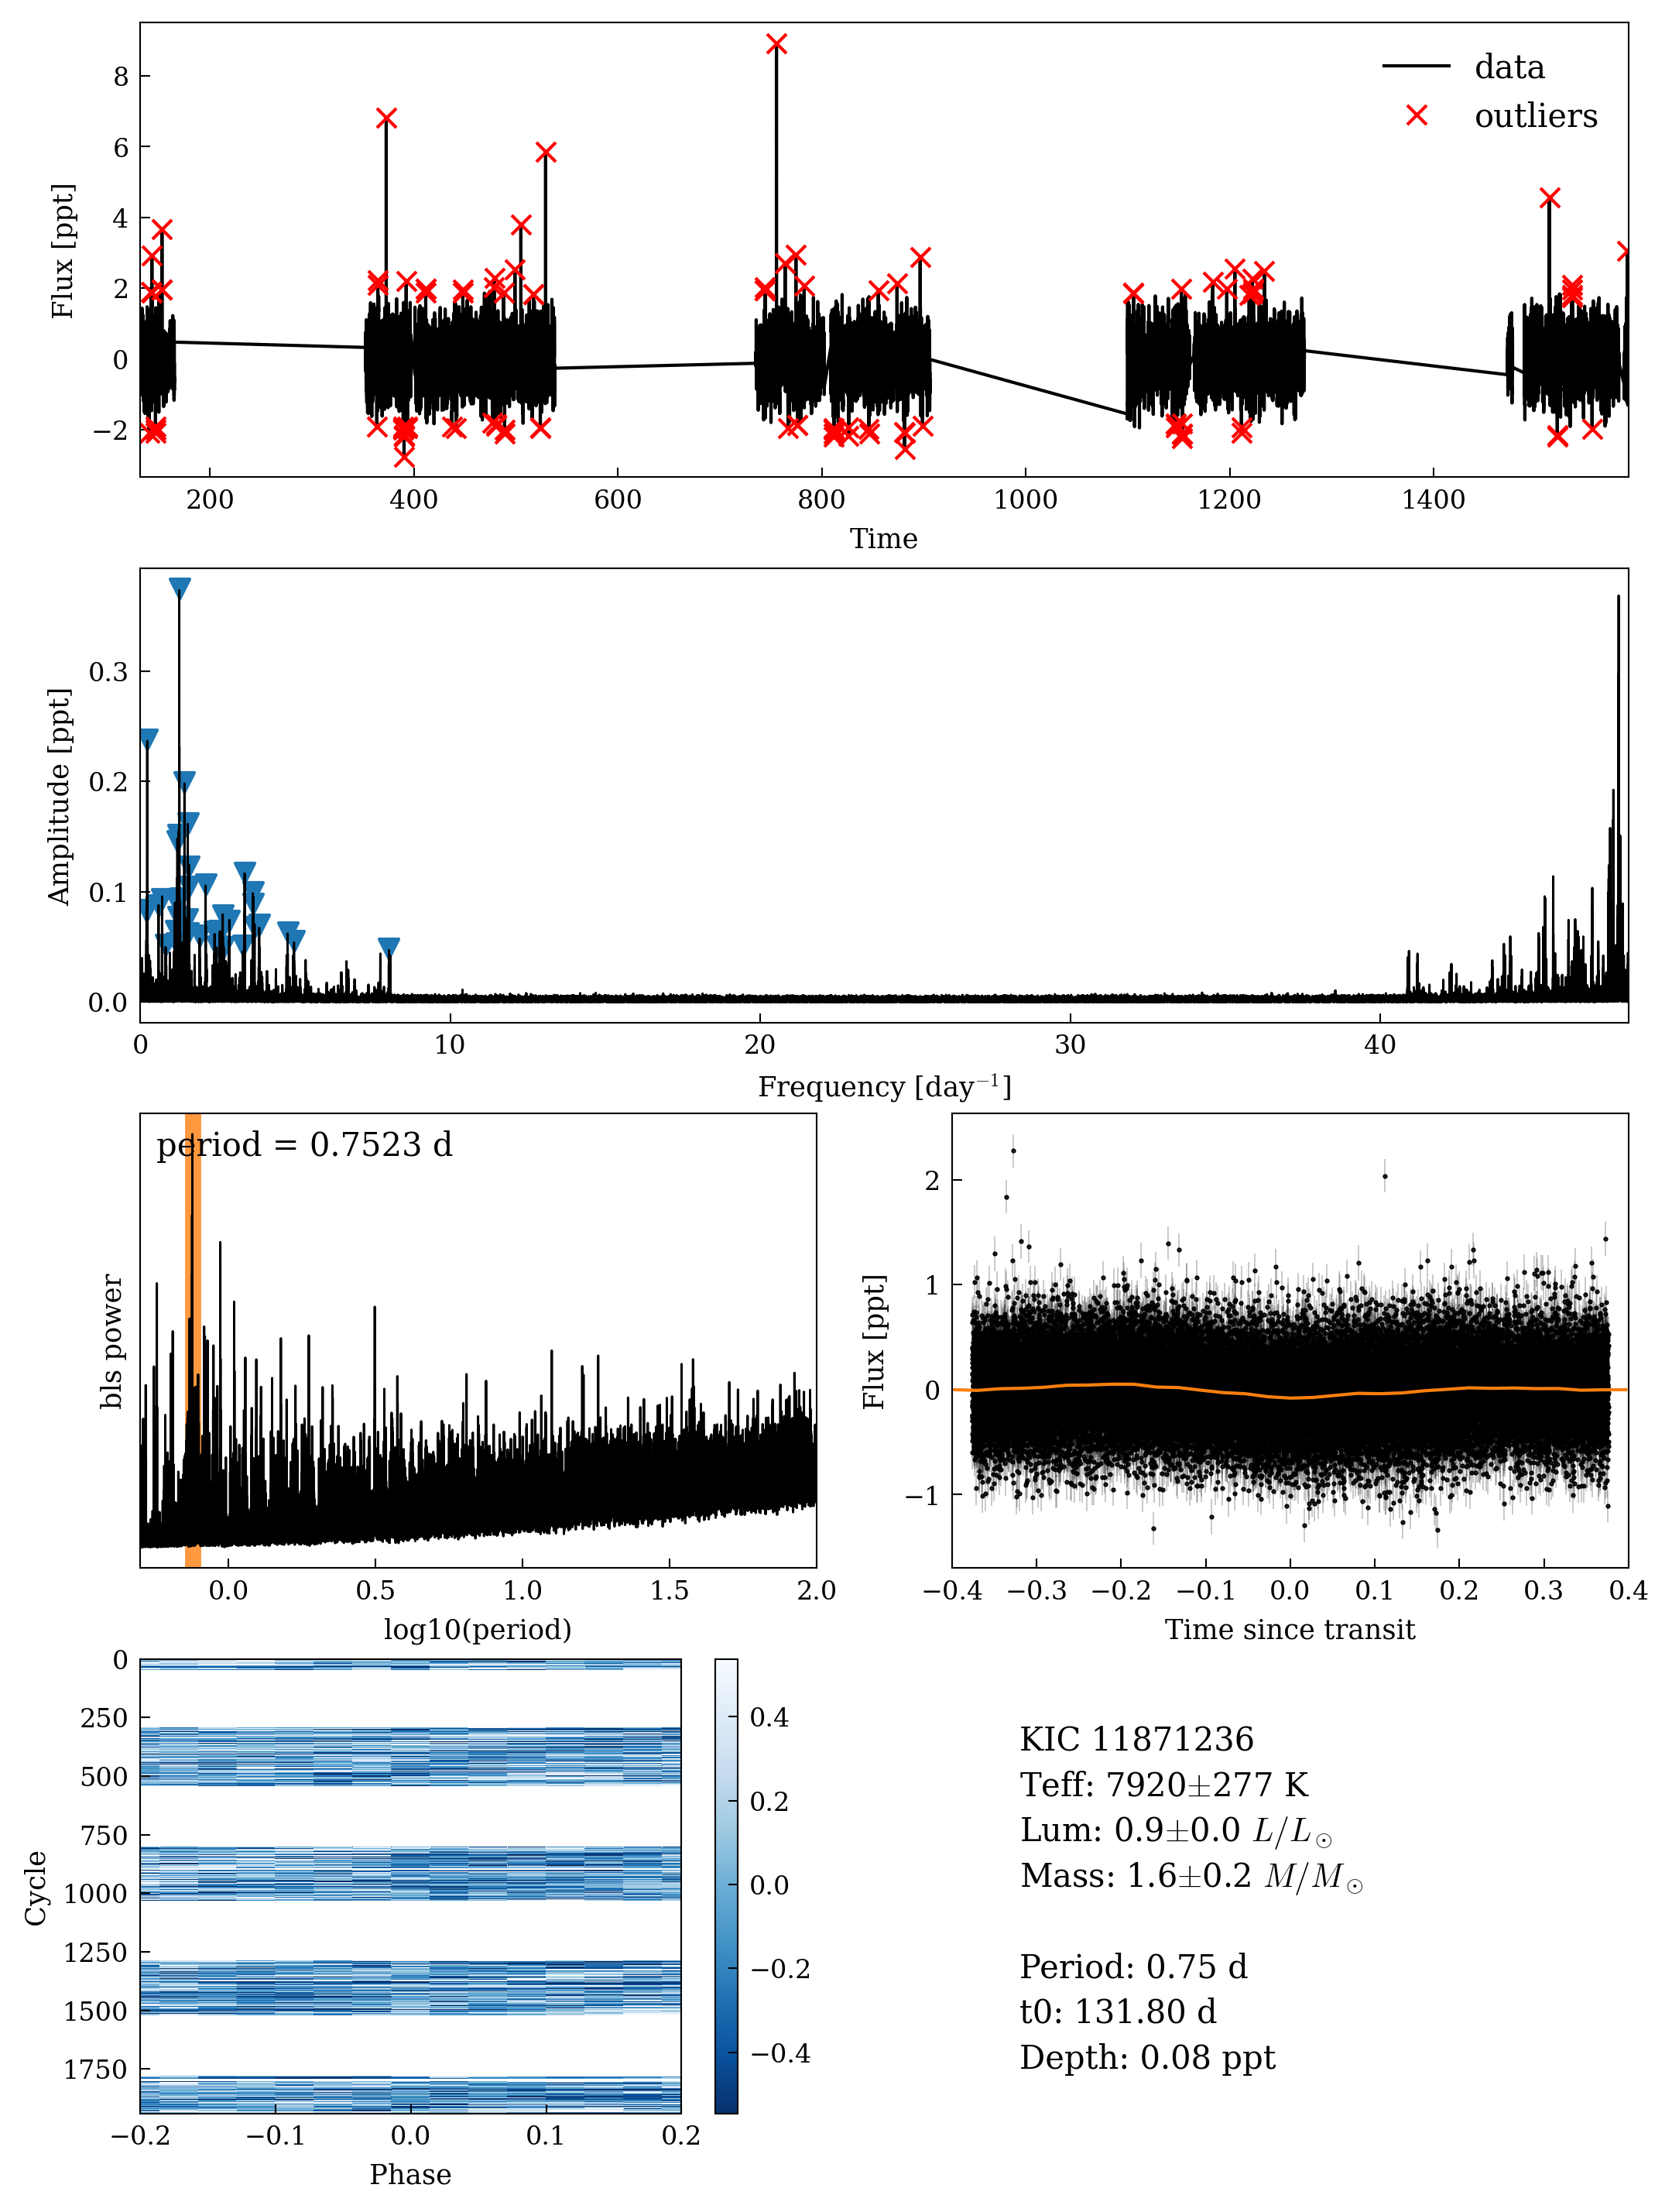 data
outliers
8
6
4
2
0
−2
Flux [ppt]
200
400
600
800
1000
1200
1400
Time
0.3
0.2
0.1
0.0
Amplitude [ppt]
0
10
20
30
40
Frequency [day⁻¹]
period = 0.7523 d
bls power
0.0
0.5
1.0
1.5
2.0
log10(period)
2
1
0
−1
Flux [ppt]
−0.4
−0.3
−0.2
−0.1
0.0
0.1
0.2
0.3
0.4
Time since transit
0
250
500
750
1000
1250
1500
1750
Cycle
−0.2
−0.1
0.0
0.1
0.2
Phase
0.4
0.2
0.0
−0.2
−0.4
KIC 11871236
Teff: 7920±277 K
Lum: 0.9±0.0 L/L☉
Mass: 1.6±0.2 M/M☉
Period: 0.75 d
t0: 131.80 d
Depth: 0.08 ppt